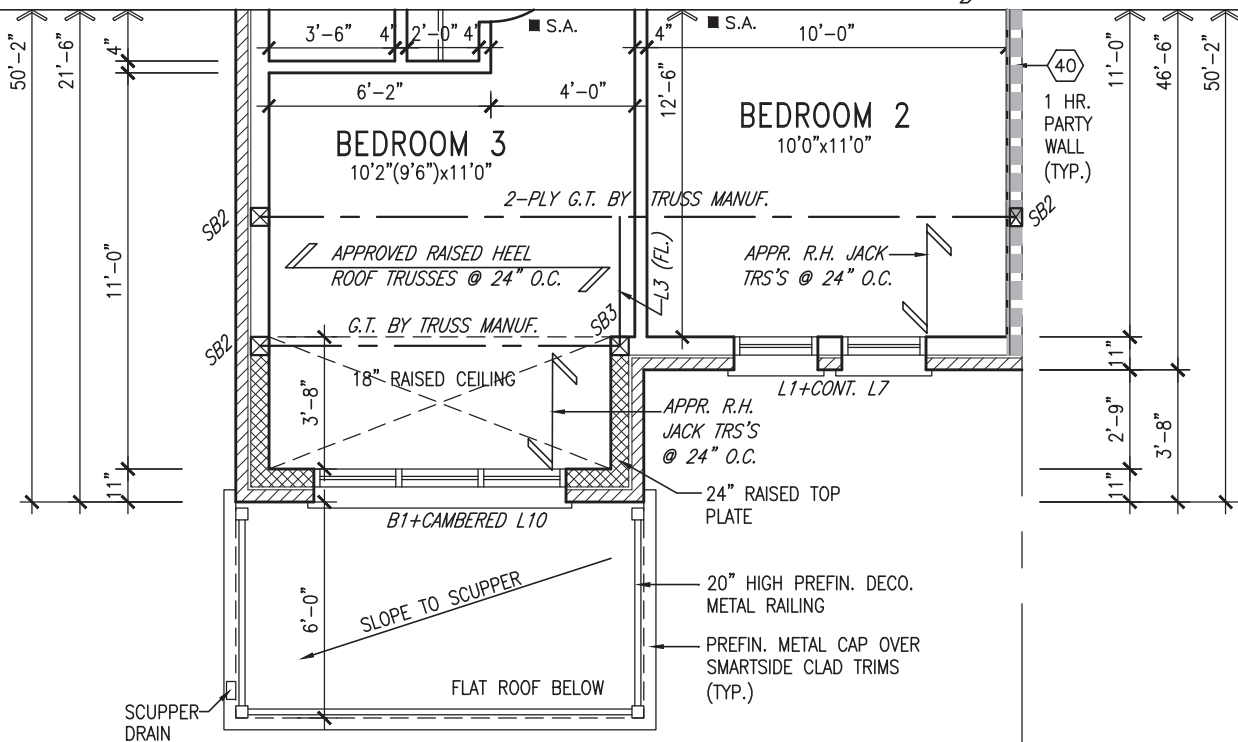 S.A.
S.A.
3'-6"
4'
2'-0"
4'
4"
10'-0"
50'-2"
21'-6"
4"
6'-2"
4'-0"
12'-6"
40
11'-0"
46'-6"
50'-2"
1 HR.
PARTY
WALL
(TYP.)
BEDROOM 3
10'2"(9'6")x11'0"
BEDROOM 2
10'0"x11'0"
2-PLY G.T. BY TRUSS MANUF.
SB2
SB2
11'-0"
APPROVED RAISED HEEL
ROOF TRUSSES @ 24" O.C.
L3 (FL.)
APPR. R.H. JACK
TRS'S @ 24" O.C.
G.T. BY TRUSS MANUF.
SB3
SB2
18" RAISED CEILING
3'-8"
L1+CONT. L7
APPR. R.H.
JACK TRS'S
@ 24" O.C.
11"
2'-9"
3'-8"
11"
11"
24" RAISED TOP
PLATE
B1+CAMBERED L10
6'-0"
SLOPE TO SCUPPER
20" HIGH PREFIN. DECO.
METAL RAILING
PREFIN. METAL CAP OVER
SMARTSIDE CLAD TRIMS
(TYP.)
FLAT ROOF BELOW
SCUPPER
DRAIN